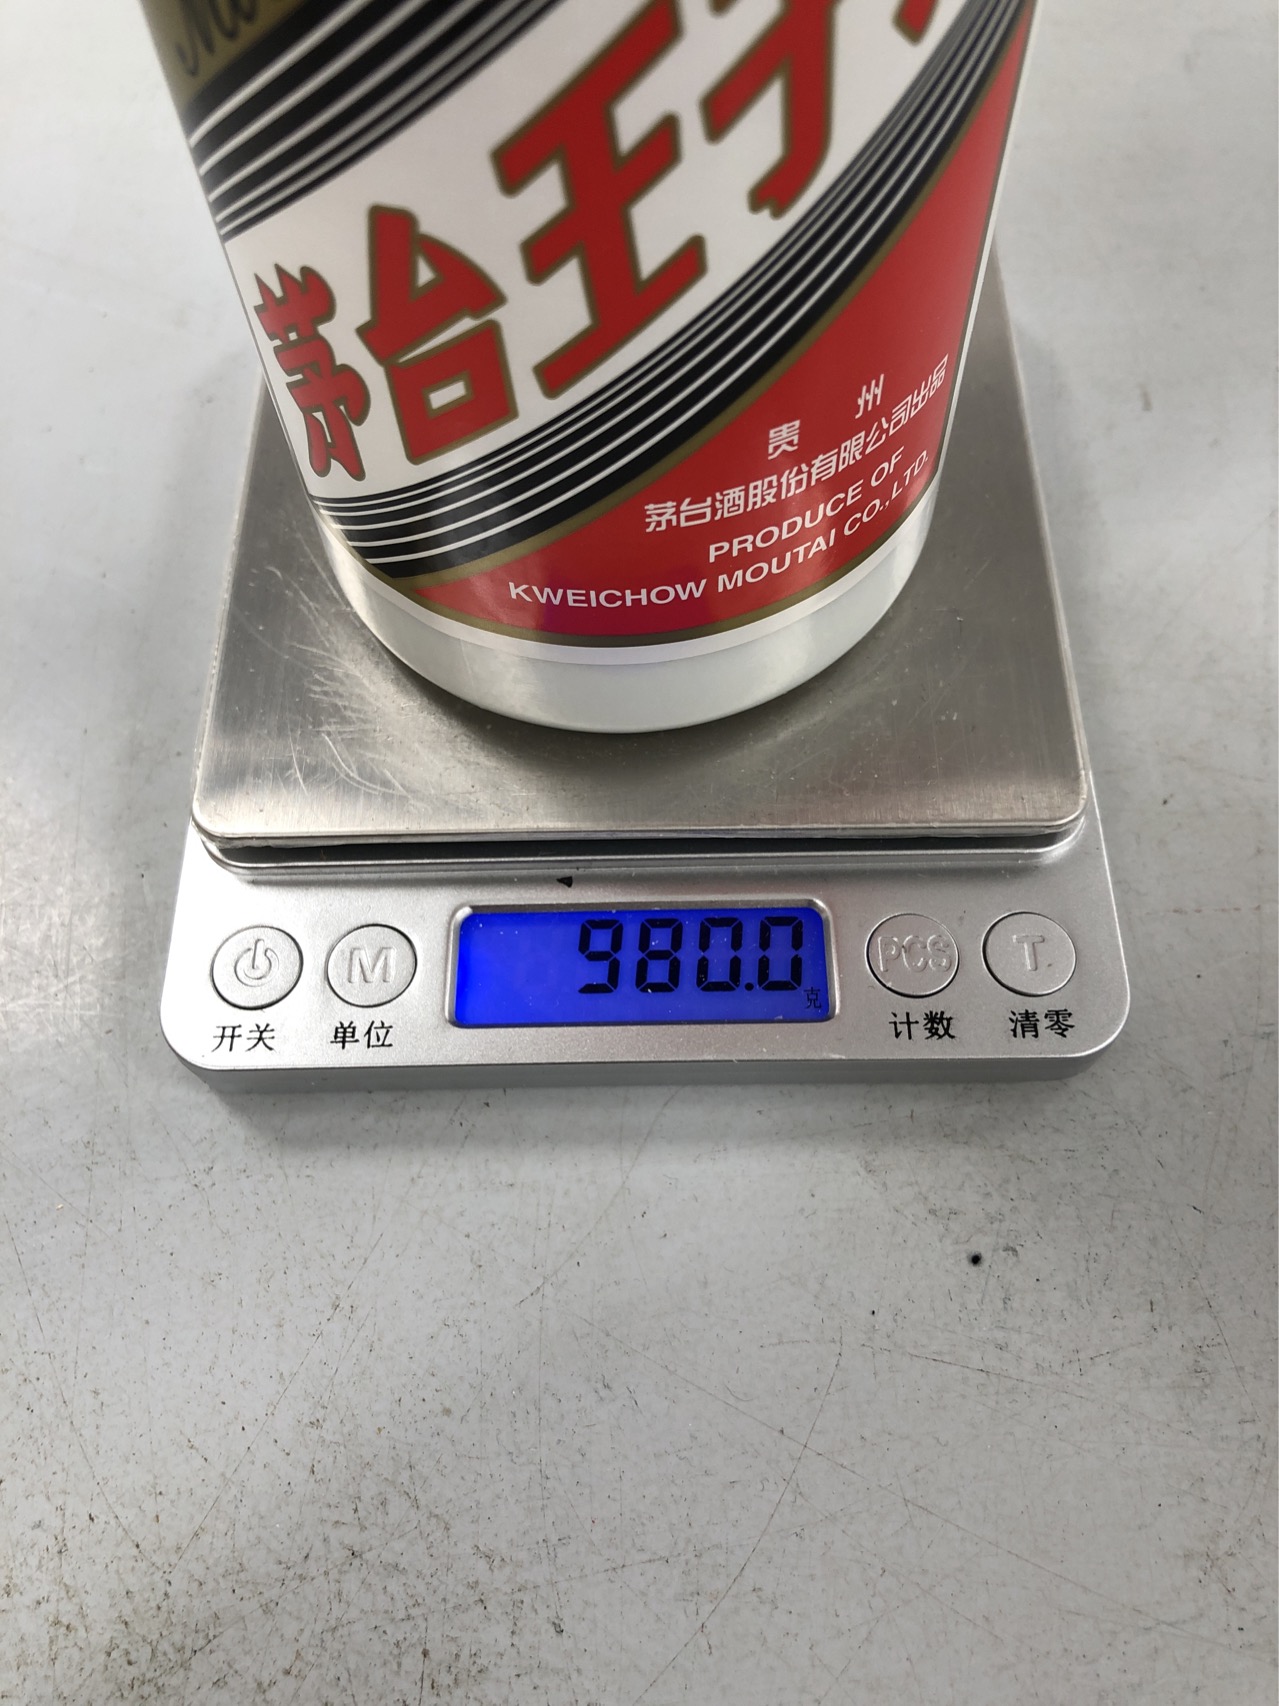 茅台王子
贵州
茅台酒股份有限公司出品
PRODUCE OF
KWEICHOW MOUTAI CO.,LTD.
M
980.0
克
PCS
T.
开关
单位
计数
清零